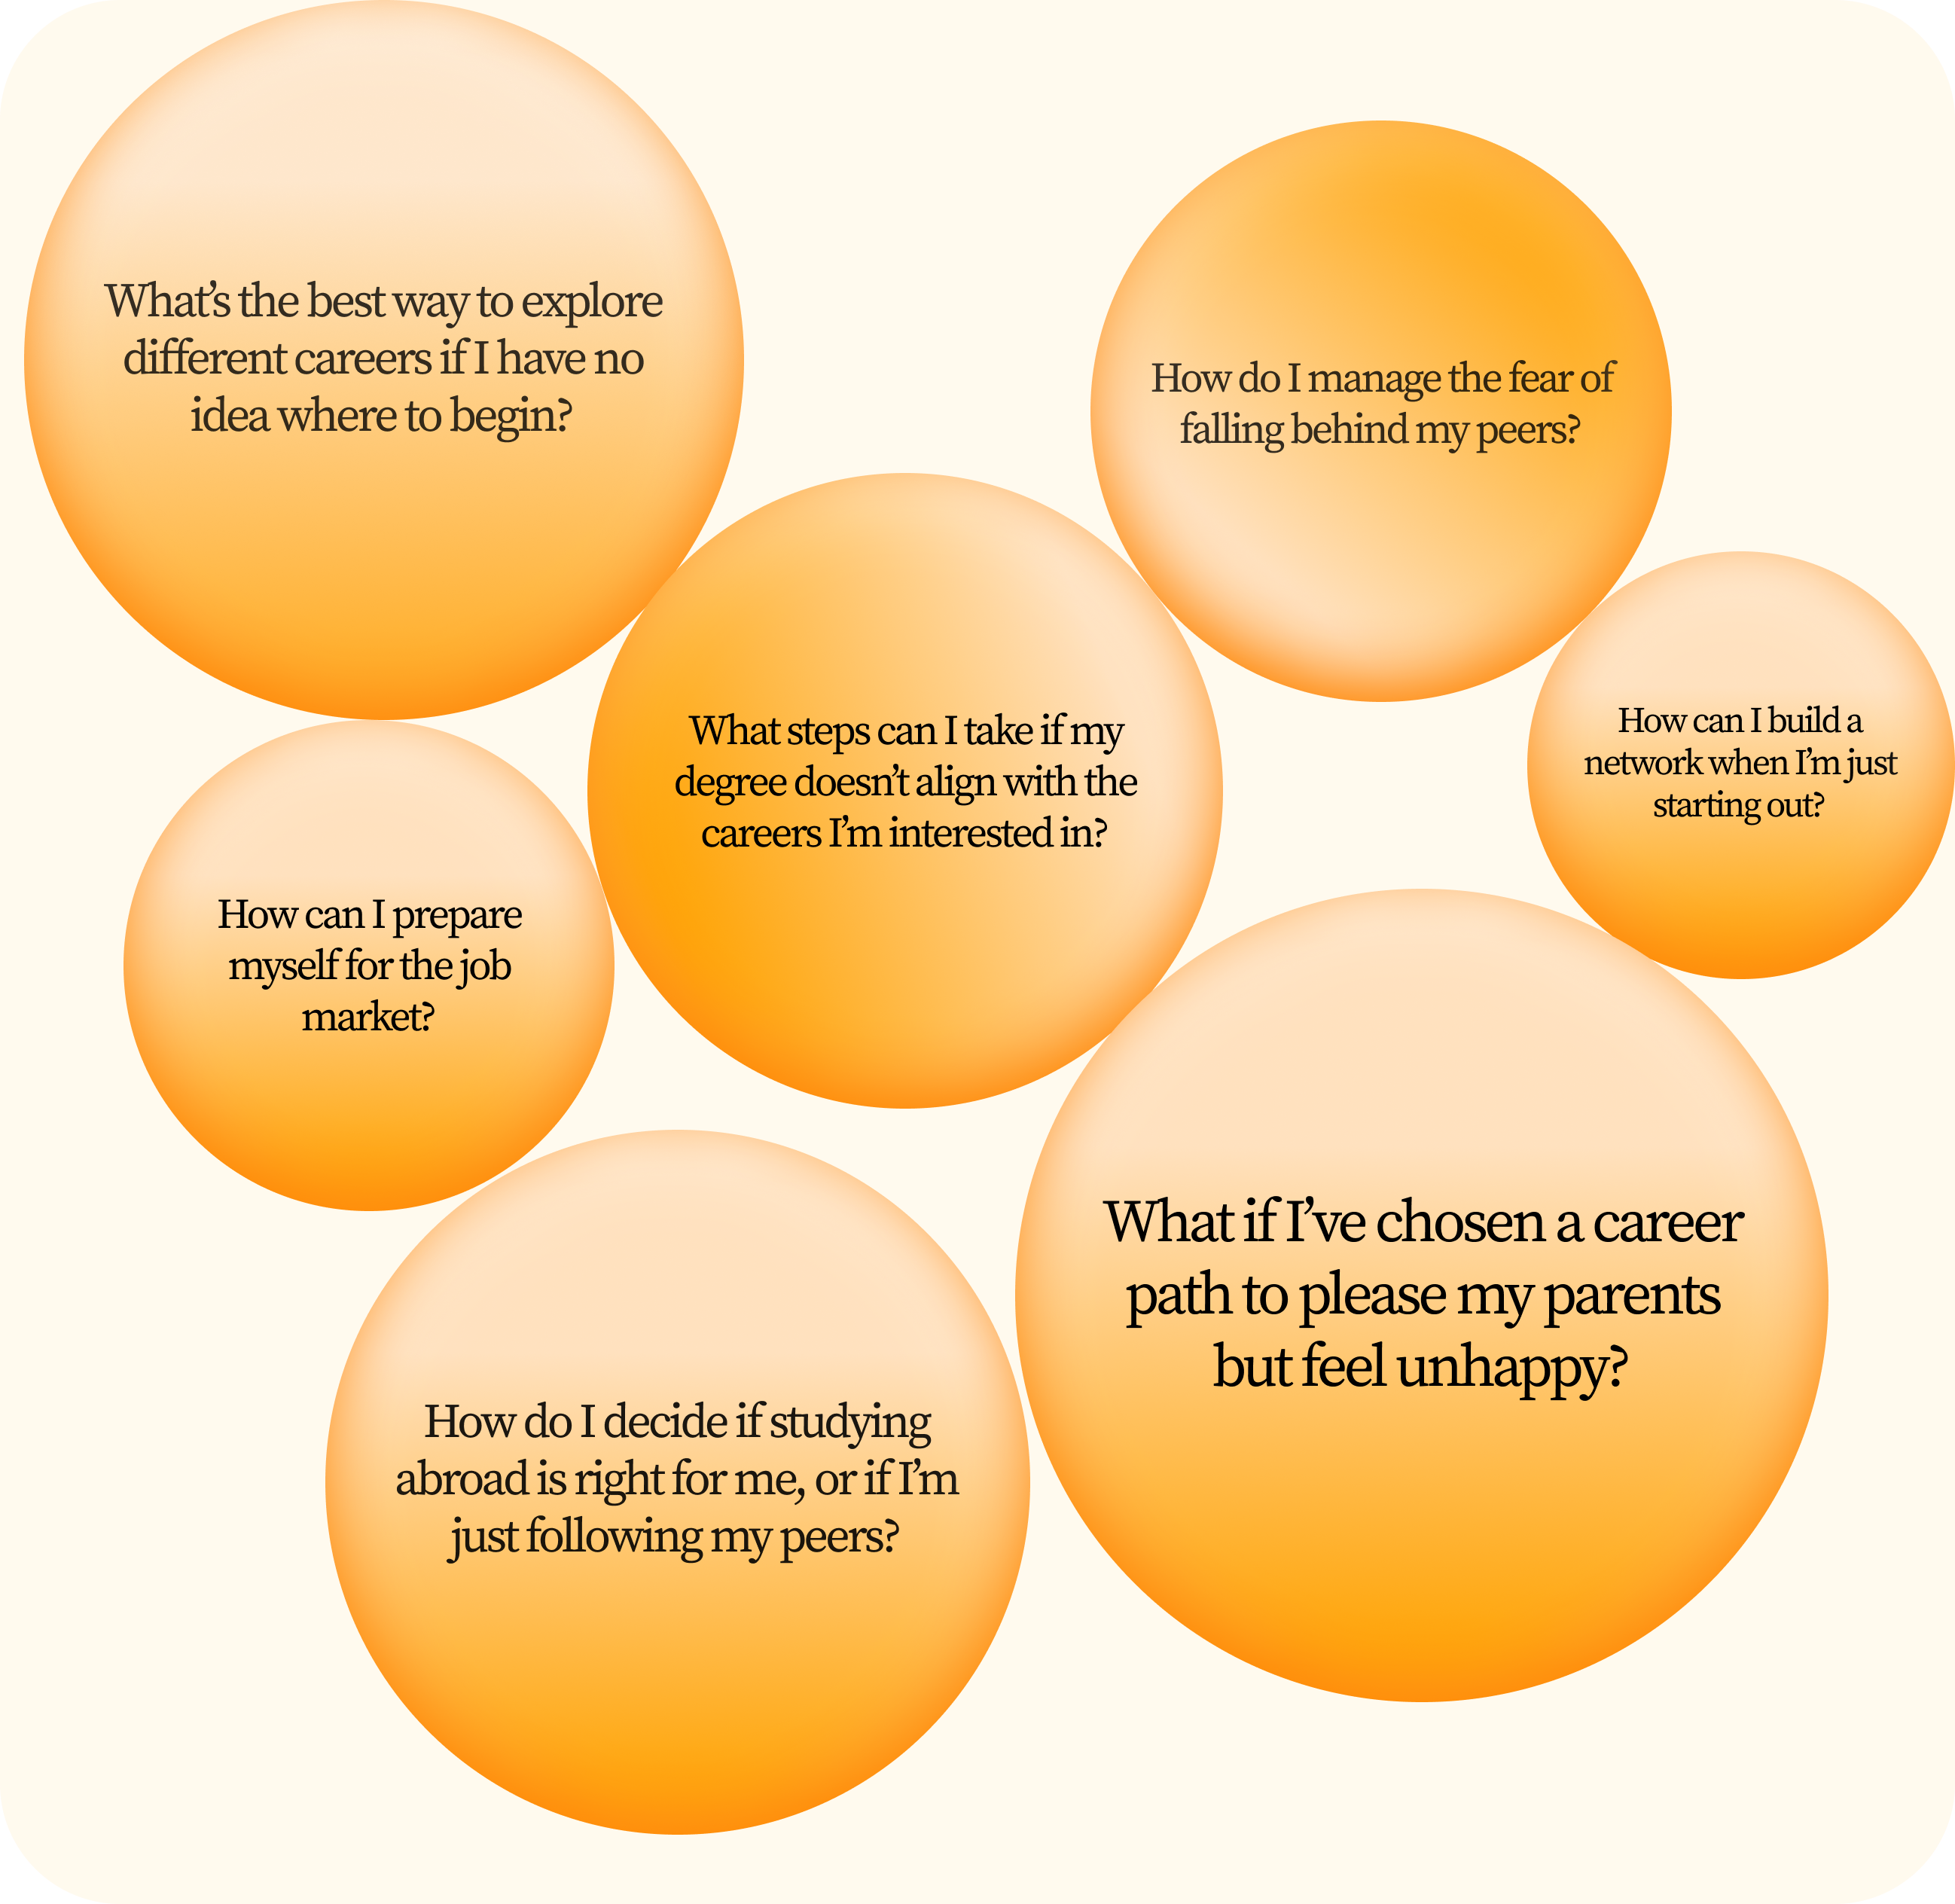 What’s the best way to explore
different careers if I have no
idea where to begin?
How do I manage the fear of
falling behind my peers?
What steps can I take if my
degree doesn’t align with the
careers I’m interested in?
How can I build a
network when I’m just
starting out?
How can I prepare
myself for the job
market?
What if I’ve chosen a career
path to please my parents
but feel unhappy?
How do I decide if studying
abroad is right for me, or if I’m
just following my peers?